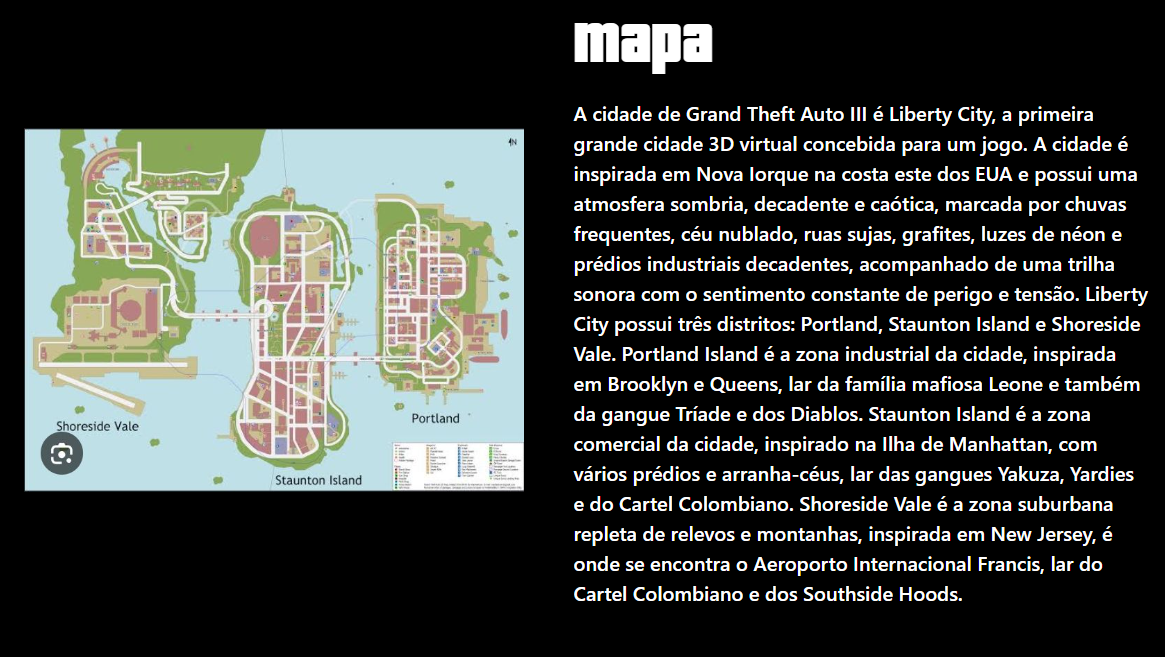 mapa
A cidade de Grand Theft Auto III é Liberty City, a primeira
grande cidade 3D virtual concebida para um jogo. A cidade é
inspirada em Nova Iorque na costa este dos EUA e possui uma
atmosfera sombria, decadente e caótica, marcada por chuvas
frequentes, céu nublado, ruas sujas, grafites, luzes de néon e
prédios industriais decadentes, acompanhado de uma trilha
sonora com o sentimento constante de perigo e tensão. Liberty
City possui três distritos: Portland, Staunton Island e Shoreside
Vale. Portland Island é a zona industrial da cidade, inspirada
em Brooklyn e Queens, lar da família mafiosa Leone e também
da gangue Tríade e dos Diablos. Staunton Island é a zona
comercial da cidade, inspirado na Ilha de Manhattan, com
vários prédios e arranha-céus, lar das gangues Yakuza, Yardies
e do Cartel Colombiano. Shoreside Vale é a zona suburbana
repleta de relevos e montanhas, inspirada em New Jersey, é
onde se encontra o Aeroporto Internacional Francis, lar do
Cartel Colombiano e dos Southside Hoods.
N
Portland
Shoreside Vale
Staunton Island